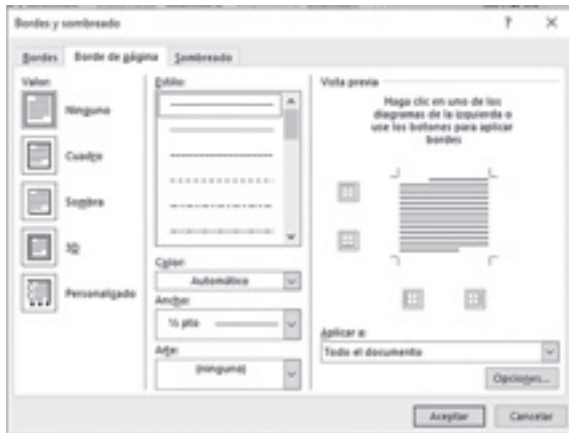 Bordes y sombreado
Bordes
Borde de página
Sombreado
Valor:
Ninguno
Cuadro
Sombra
3D
Personalizado
Estilo:
Color:
Automático
Ancho:
½ pto
Arte:
(ninguno)
Vista previa
Haga clic en uno de los
diagramas de la izquierda o
use los botones para aplicar
bordes
Aplicar a:
Todo el documento
Opciones...
Aceptar
Cancelar